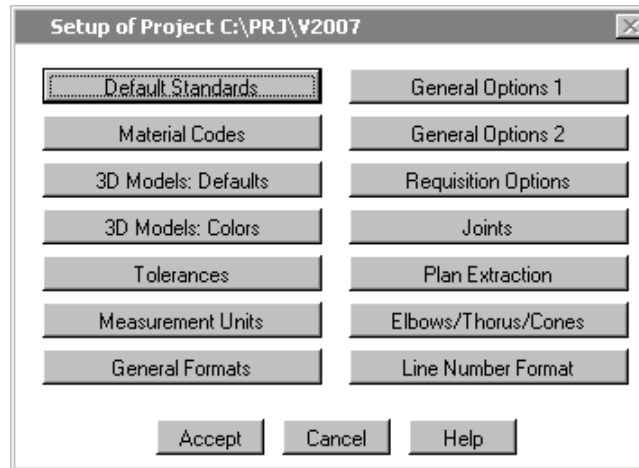 Setup of Project C:\PRJ\V2007
Default Standards
General Options 1
Material Codes
General Options 2
3D Models: Defaults
Requisition Options
3D Models: Colors
Joints
Tolerances
Plan Extraction
Measurement Units
Elbows/Thorus/Cones
General Formats
Line Number Format
Accept
Cancel
Help